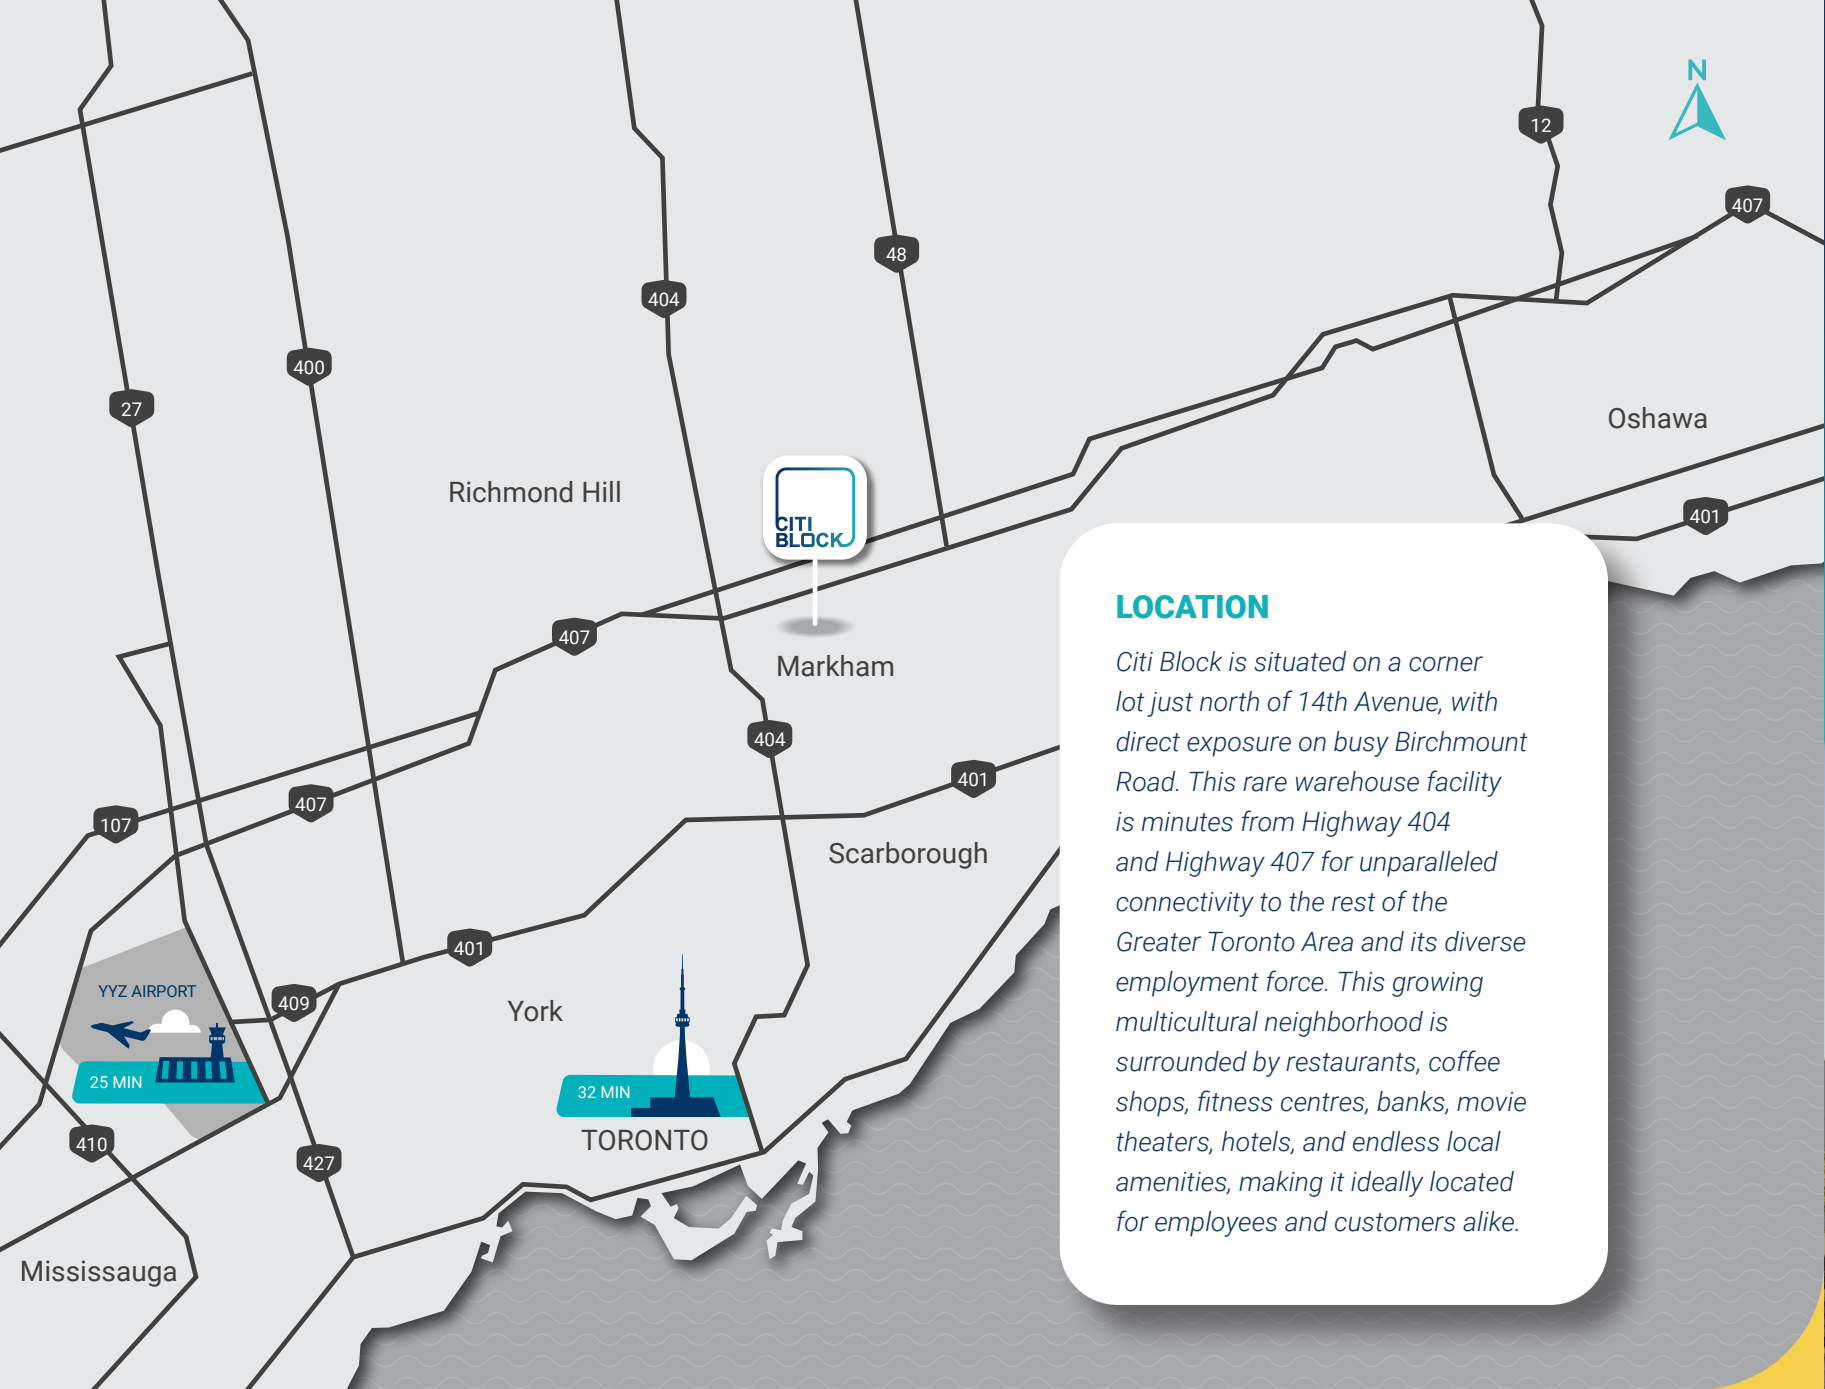 N
12
407
48
404
400
27
Oshawa
Richmond Hill
401
CITI
BLOCK
407
Markham
404
401
407
107
Scarborough
401
YYZ AIRPORT
409
York
25 MIN
32 MIN
TORONTO
410
427
Mississauga
LOCATION
Citi Block is situated on a corner
lot just north of 14th Avenue, with
direct exposure on busy Birchmount
Road. This rare warehouse facility
is minutes from Highway 404
and Highway 407 for unparalleled
connectivity to the rest of the
Greater Toronto Area and its diverse
employment force. This growing
multicultural neighborhood is
surrounded by restaurants, coffee
shops, fitness centres, banks, movie
theaters, hotels, and endless local
amenities, making it ideally located
for employees and customers alike.